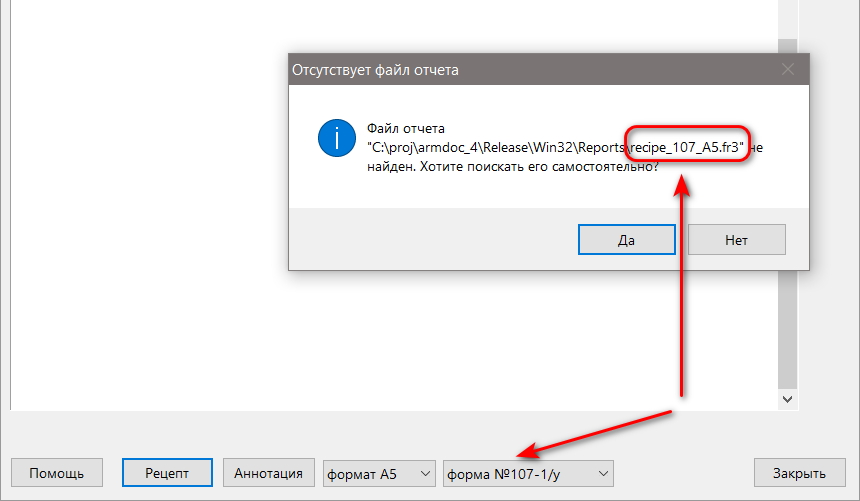 Отсутствует файл отчета
Файл отчета
"C:\proj\armdoc_4\Release\Win32\Reports\recipe_107_A5.fr3" не
найден. Хотите поискать его самостоятельно?
Да
Нет
Помощь
Рецепт
Аннотация
формат А5
форма №107-1/у
Закрыть